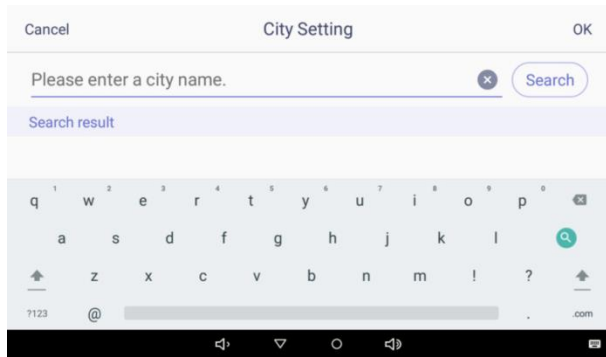 Cancel City Setting OK
Please enter a city name. Search
Search result
q 1 w 2 e 3 r 4 t 5 y 6 u 7 i 8 o 9 p 0
a s d f g h j k l
z x c v b n m ! ?
?123 @ . .com